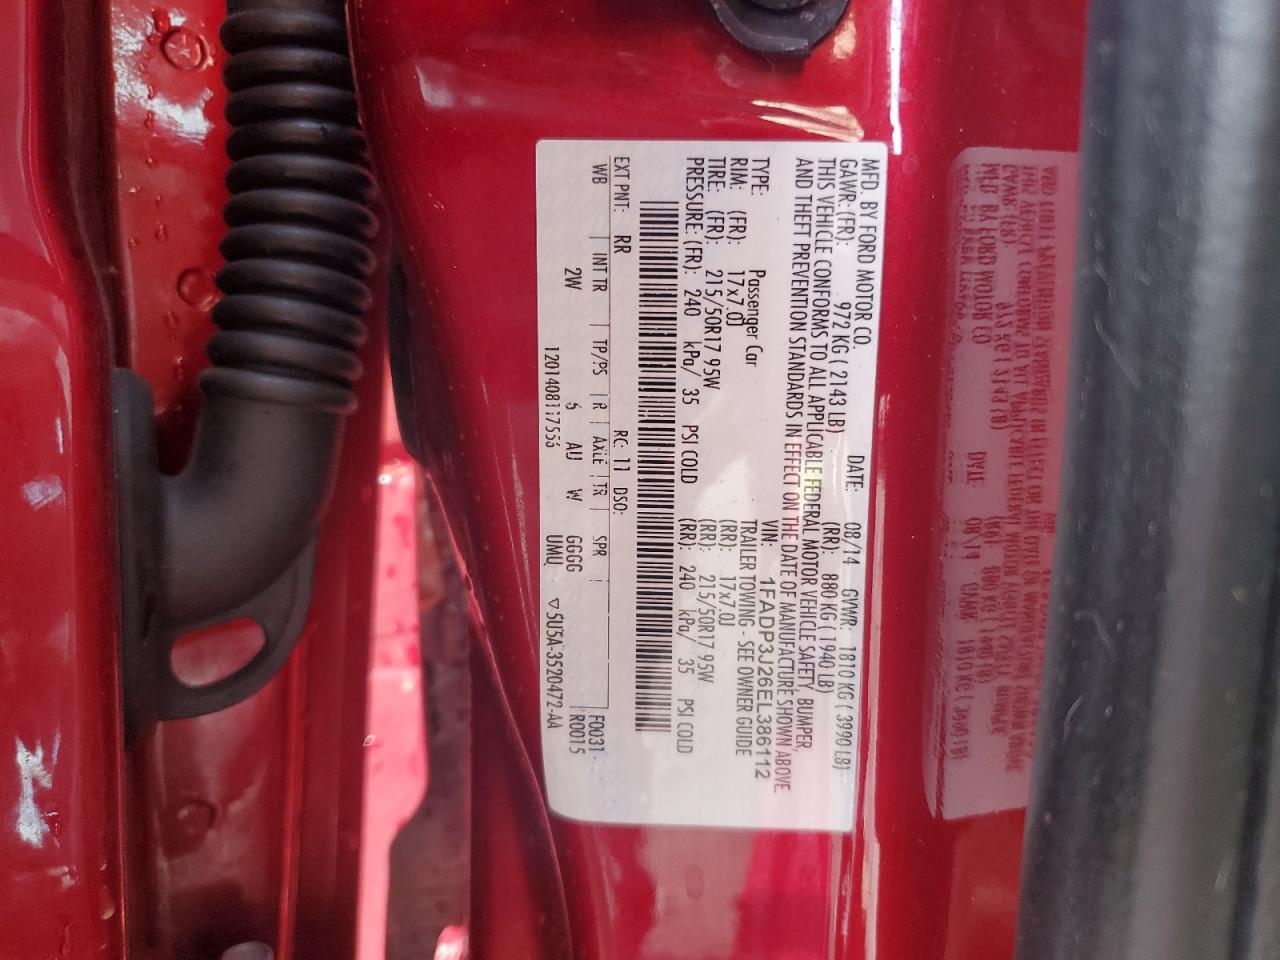 MFD. BY FORD MOTOR CO. DATE: 08/14 GVWR: 1810 KG ( 3990 LB)
GAWR: (FR): 972 KG ( 2143 LB) (RR): 880 KG ( 1940 LB)
THIS VEHICLE CONFORMS TO ALL APPLICABLE FEDERAL MOTOR VEHICLE SAFETY, BUMPER,
AND THEFT PREVENTION STANDARDS IN EFFECT ON THE DATE OF MANUFACTURE SHOWN ABOVE.
VIN: 1FADP3J26EL386112
TYPE: Passenger Car TRAILER TOWING - SEE OWNER GUIDE
RIM: (FR): 17x7.0J (RR): 17x7.0J
TIRE: (FR): 215/50R17 95W (RR): 215/50R17 95W
PRESSURE: (FR): 240 kPa/ 35 PSI COLD (RR): 240 kPa/ 35 PSI COLD
EXT PNT: RR RC: 11 DSO: F0031
WB INT TR TP/PS R AXLE TR SPR R0015
2W 6 AU W GGGG
1201408117556 UMU ▽5U5A-3520472-AA